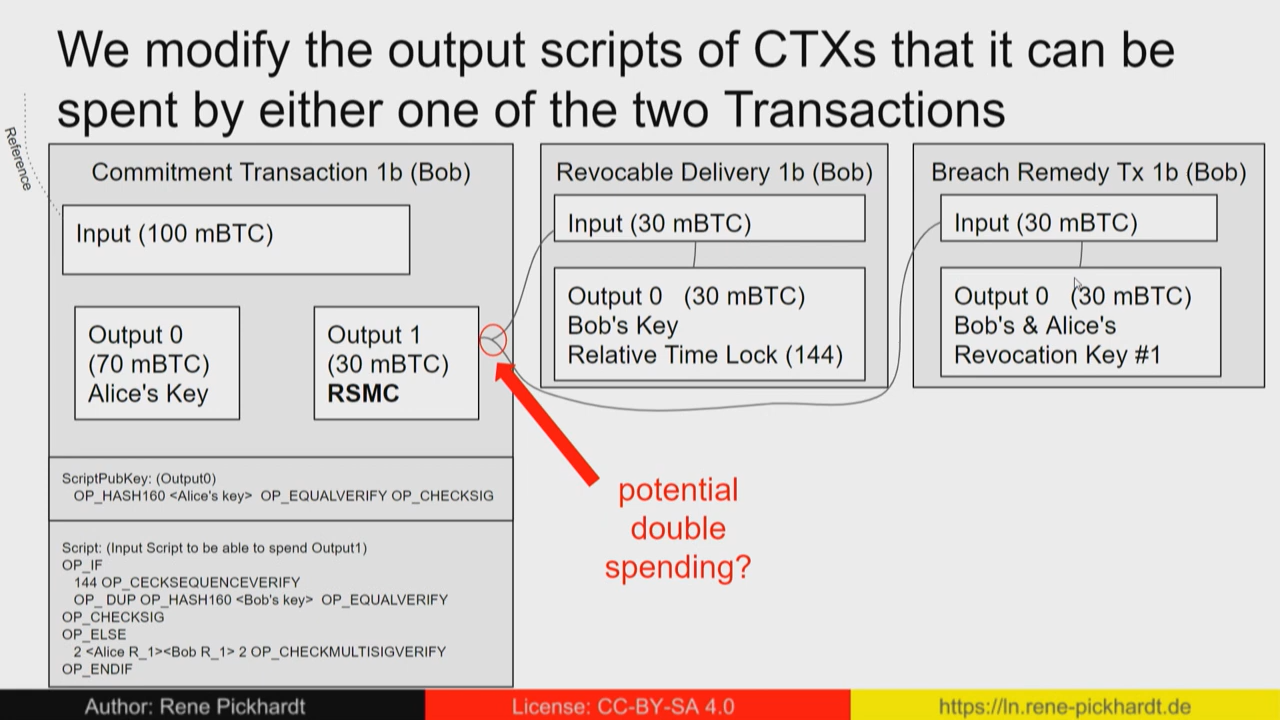 We modify the output scripts of CTXs that it can be
spent by either one of the two Transactions
Reference
Commitment Transaction 1b (Bob)
Input (100 mBTC)
Output 0
(70 mBTC)
Alice's Key
Output 1
(30 mBTC)
RSMC
ScriptPubKey: (Output0)
OP_HASH160 <Alice's key> OP_EQUALVERIFY OP_CHECKSIG
Script: (Input Script to be able to spend Output1)
OP_IF
144 OP_CECKSEQUENCEVERIFY
OP_ DUP OP_HASH160 <Bob's key> OP_EQUALVERIFY
OP_CHECKSIG
OP_ELSE
2 <Alice R_1><Bob R_1> 2 OP_CHECKMULTISIGVERIFY
OP_ENDIF
Revocable Delivery 1b (Bob)
Input (30 mBTC)
Output 0 (30 mBTC)
Bob's Key
Relative Time Lock (144)
Breach Remedy Tx 1b (Bob)
Input (30 mBTC)
Output 0 (30 mBTC)
Bob's & Alice's
Revocation Key #1
potential
double
spending?
Author: Rene Pickhardt
License: CC-BY-SA 4.0
https://ln.rene-pickhardt.de